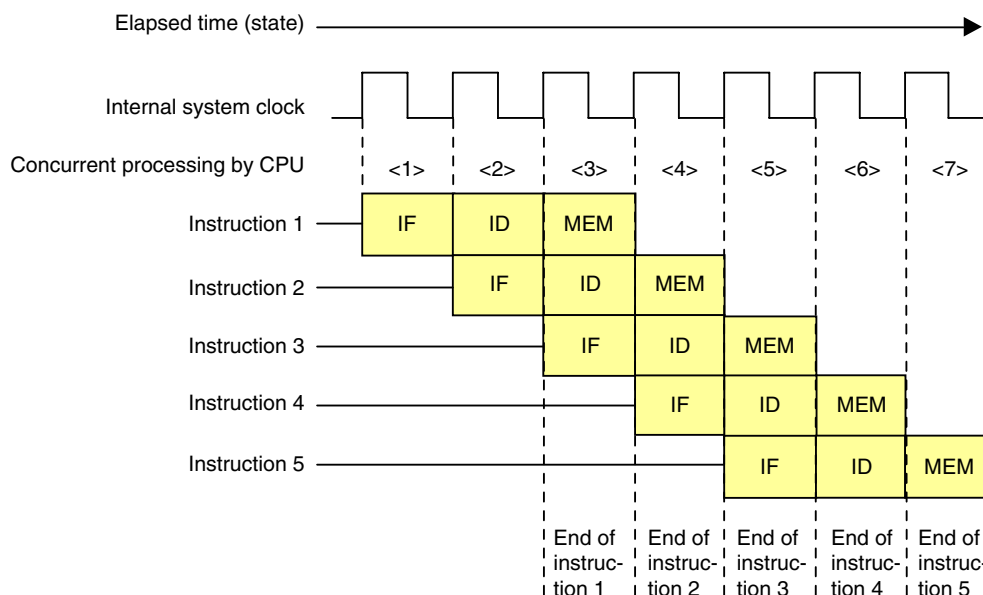 Elapsed time (state)
Internal system clock
Concurrent processing by CPU <1> <2> <3> <4> <5> <6> <7>
Instruction 1 IF ID MEM
Instruction 2 IF ID MEM
Instruction 3 IF ID MEM
Instruction 4 IF ID MEM
Instruction 5 IF ID MEM
End of End of End of End of End of
instruc- instruc- instruc- instruc- instruc-
tion 1 tion 2 tion 3 tion 4 tion 5